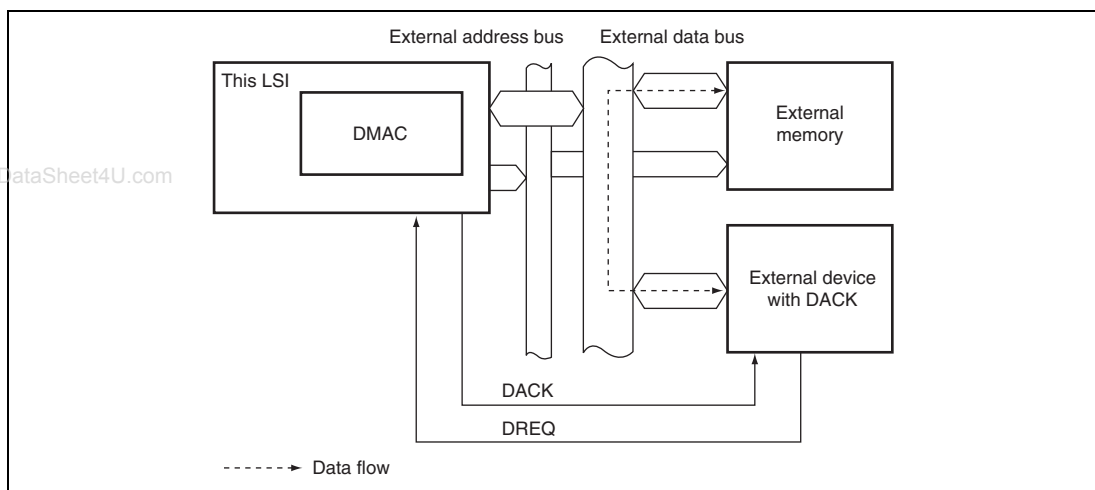 External address bus
External data bus
This LSI
DMAC
External
memory
DataSheet4U.com
External device
with DACK
DACK
DREQ
Data flow